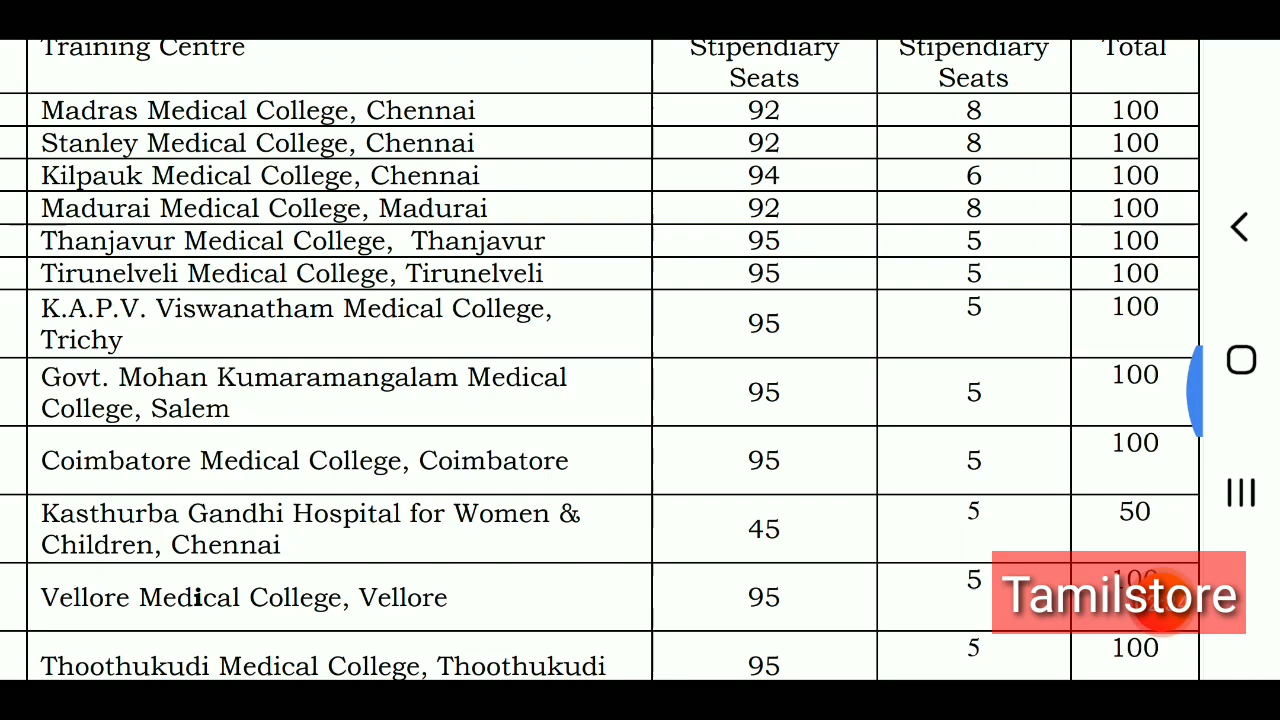 Training Centre Stipendiary Seats Stipendiary Seats Total
Madras Medical College, Chennai 92 8 100
Stanley Medical College, Chennai 92 8 100
Kilpauk Medical College, Chennai 94 6 100
Madurai Medical College, Madurai 92 8 100
Thanjavur Medical College, Thanjavur 95 5 100
Tirunelveli Medical College, Tirunelveli 95 5 100
K.A.P.V. Viswanatham Medical College,
Trichy 95 5 100
Govt. Mohan Kumaramangalam Medical
College, Salem 95 5 100
Coimbatore Medical College, Coimbatore 95 5 100
Kasthurba Gandhi Hospital for Women &
Children, Chennai 45 5 50
Vellore Medical College, Vellore 95 5 100
Tamilstore
Thoothukudi Medical College, Thoothukudi 95 5 100